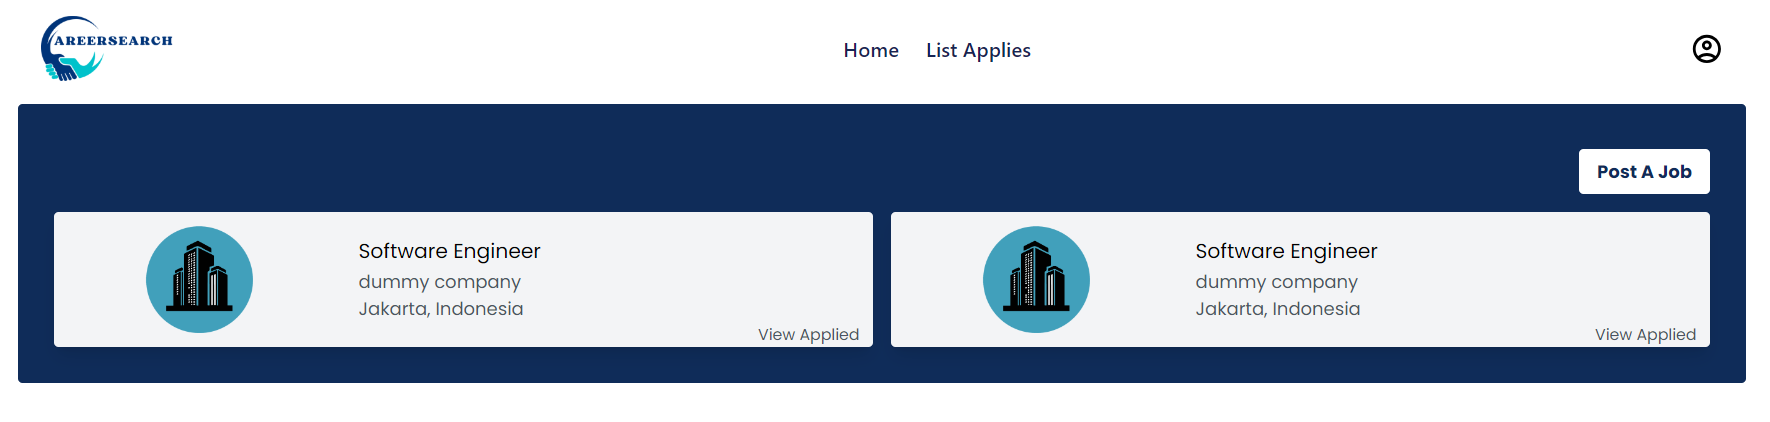 AREERSEARCH
Home
List Applies
Post A Job
Software Engineer
dummy company
Jakarta, Indonesia
View Applied
Software Engineer
dummy company
Jakarta, Indonesia
View Applied